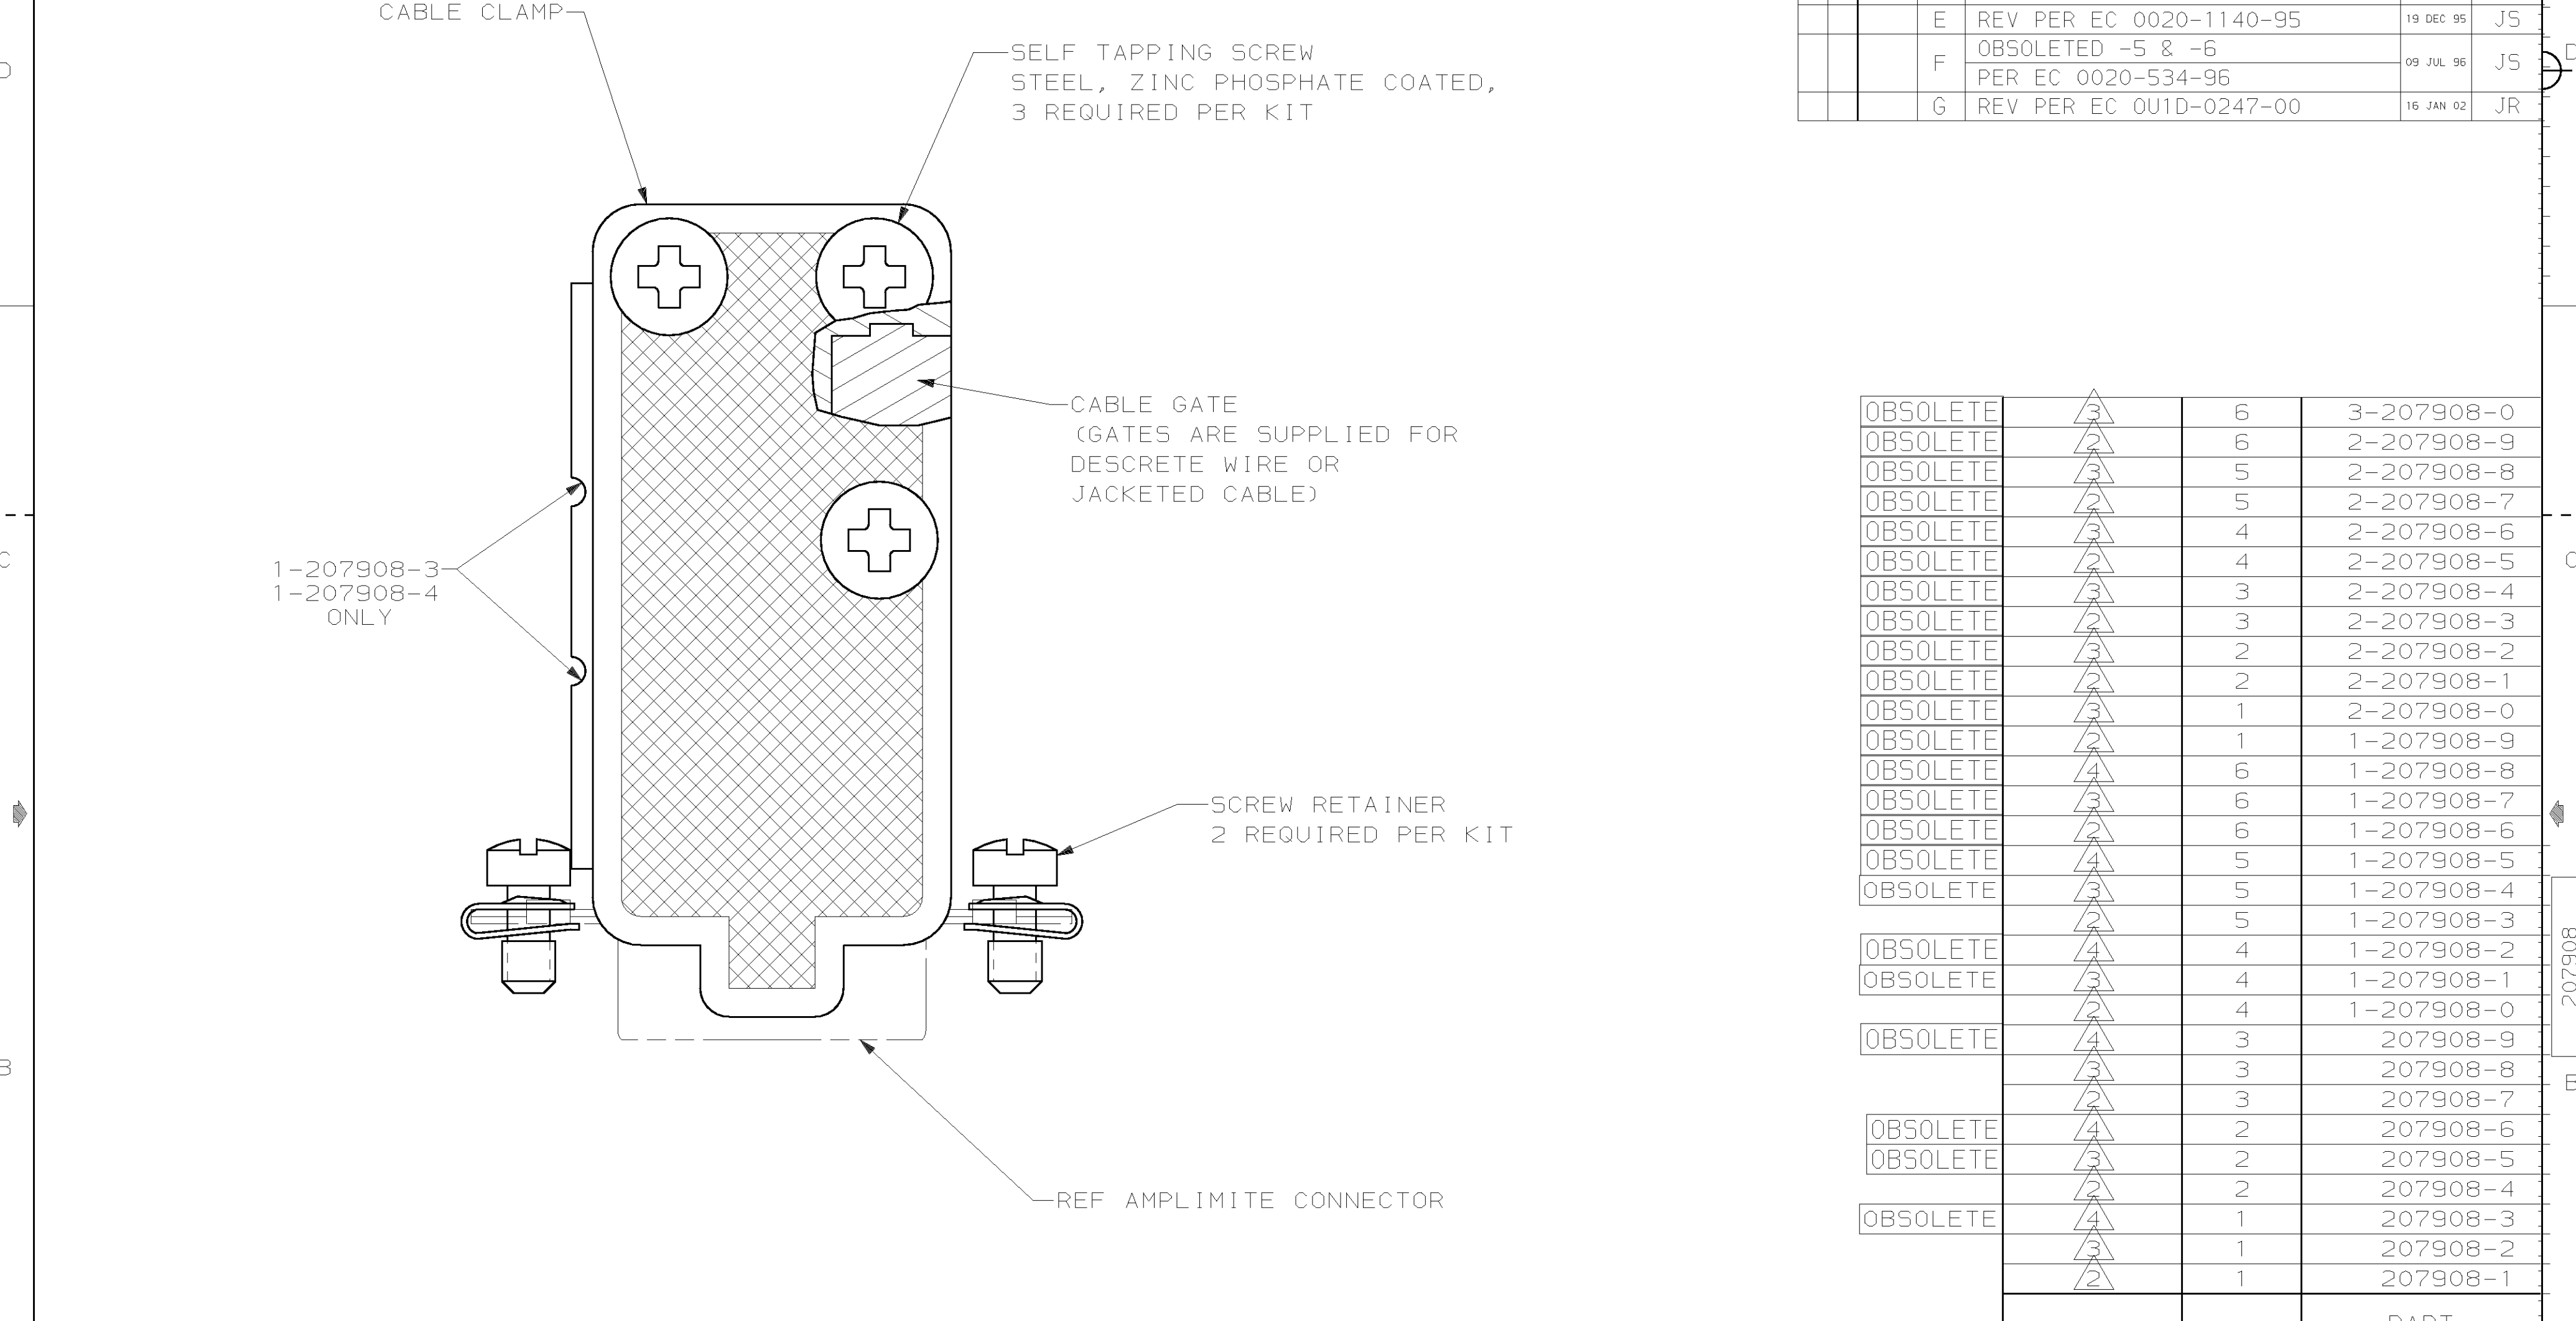 CABLE CLAMP
SELF TAPPING SCREW
STEEL, ZINC PHOSPHATE COATED,
3 REQUIRED PER KIT
E REV PER EC 0020-1140-95 19 DEC 95 JS
F OBSOLETED -5 & -6
PER EC 0020-534-96 09 JUL 96 JS
G REV PER EC 0U1D-0247-00 16 JAN 02 JR
D
D
CABLE GATE
(GATES ARE SUPPLIED FOR
DESCRETE WIRE OR
JACKETED CABLE)
1-207908-3
1-207908-4
ONLY
C
C
SCREW RETAINER
2 REQUIRED PER KIT
REF AMPLIMITE CONNECTOR
B
B
207908
OBSOLETE 3 6 3-207908-0
OBSOLETE 2 6 2-207908-9
OBSOLETE 3 5 2-207908-8
OBSOLETE 2 5 2-207908-7
OBSOLETE 3 4 2-207908-6
OBSOLETE 2 4 2-207908-5
OBSOLETE 3 3 2-207908-4
OBSOLETE 2 3 2-207908-3
OBSOLETE 3 2 2-207908-2
OBSOLETE 2 2 2-207908-1
OBSOLETE 3 1 2-207908-0
OBSOLETE 2 1 1-207908-9
OBSOLETE 4 6 1-207908-8
OBSOLETE 3 6 1-207908-7
OBSOLETE 2 6 1-207908-6
OBSOLETE 4 5 1-207908-5
OBSOLETE 3 5 1-207908-4
2 5 1-207908-3
OBSOLETE 4 4 1-207908-2
OBSOLETE 3 4 1-207908-1
2 4 1-207908-0
OBSOLETE 4 3 207908-9
3 3 207908-8
2 3 207908-7
OBSOLETE 4 2 207908-6
OBSOLETE 3 2 207908-5
2 2 207908-4
OBSOLETE 4 1 207908-3
3 1 207908-2
2 1 207908-1
PART